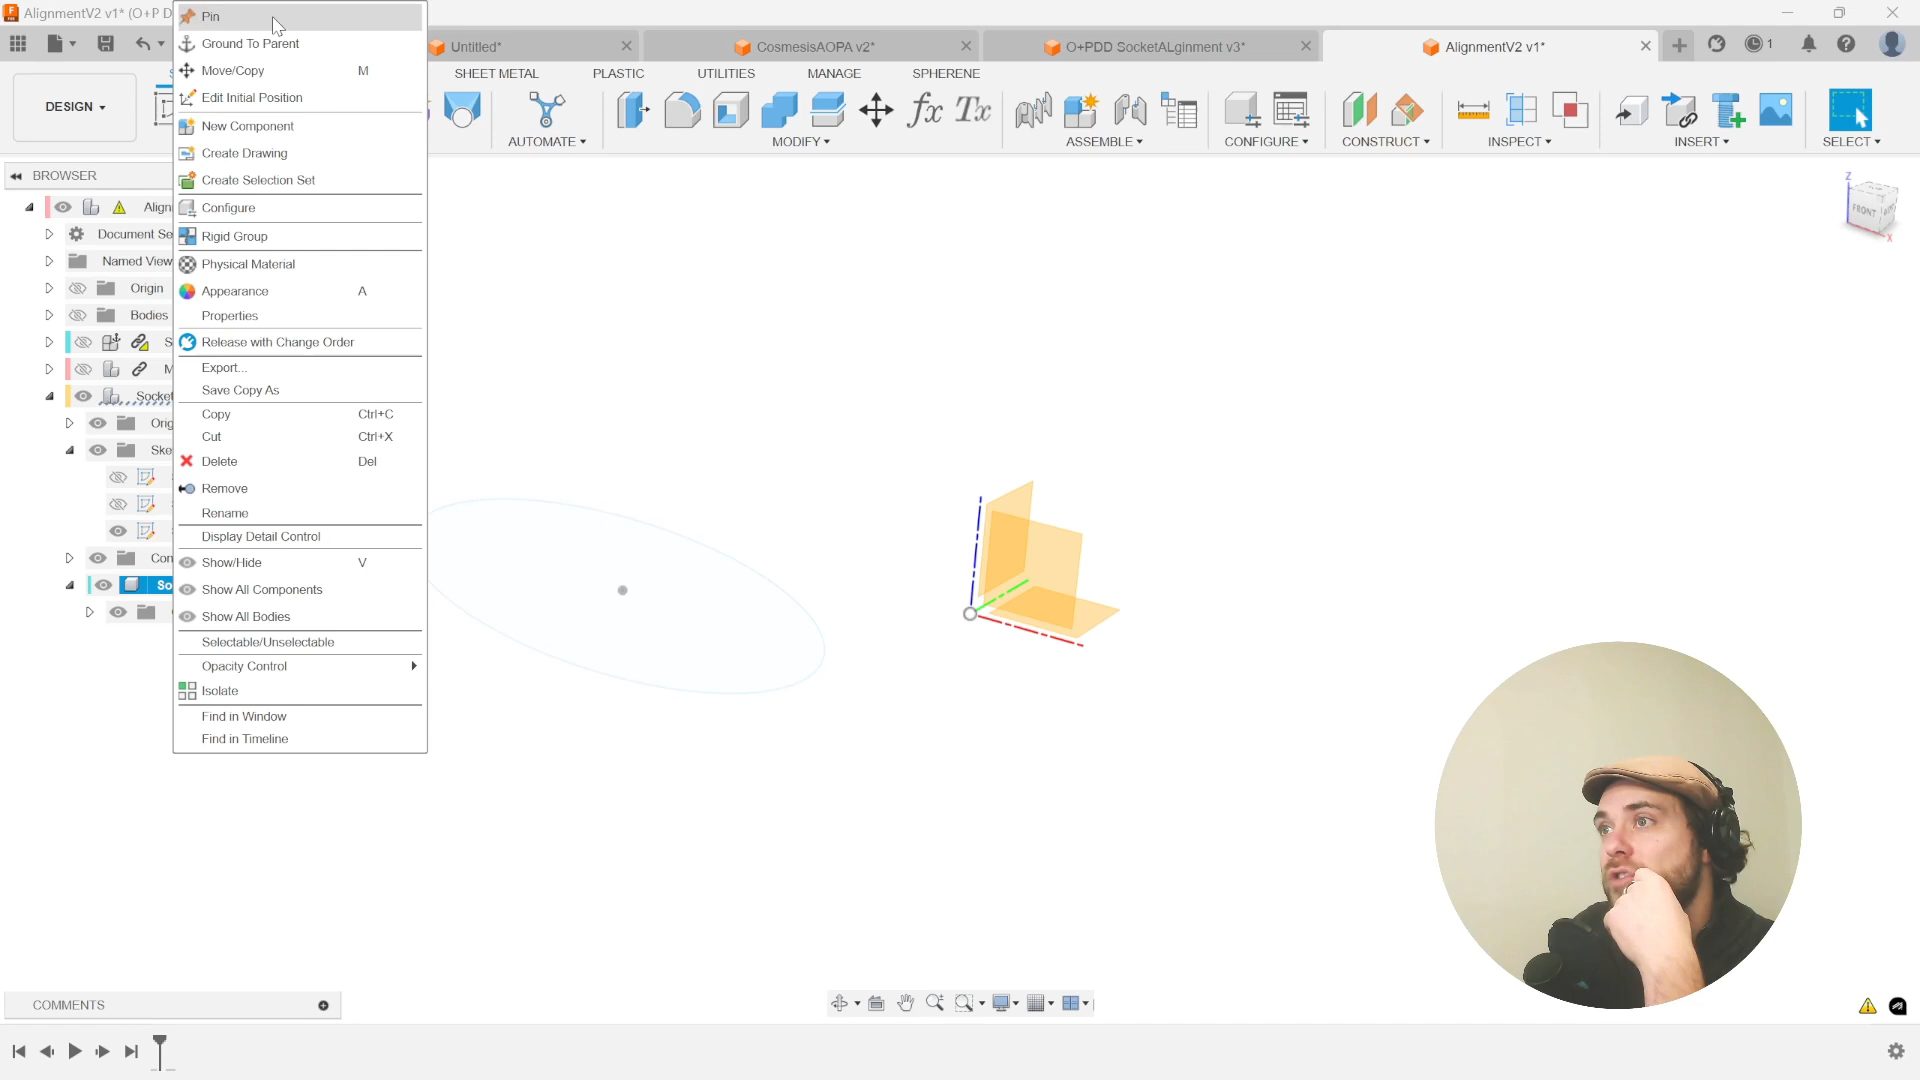 AlignmentV2 v1* (O+P D
Untitled*
CosmesisAOPA v2*
O+PDD SocketALginment v3*
AlignmentV2 v1*
1
DESIGN
SHEET METAL
PLASTIC
UTILITIES
MANAGE
SPHERENE
AUTOMATE
MODIFY
ASSEMBLE
CONFIGURE
CONSTRUCT
INSPECT
INSERT
SELECT
BROWSER
Align
Document Se
Named View
Origin
Bodies
S
M
Socket
Orig
Ske
Con
So
Pin
Ground To Parent
Move/Copy M
Edit Initial Position
New Component
Create Drawing
Create Selection Set
Configure
Rigid Group
Physical Material
Appearance A
Properties
Release with Change Order
Export...
Save Copy As
Copy Ctrl+C
Cut Ctrl+X
Delete Del
Remove
Rename
Display Detail Control
Show/Hide V
Show All Components
Show All Bodies
Selectable/Unselectable
Opacity Control
Isolate
Find in Window
Find in Timeline
Z
FRONT
X
COMMENTS